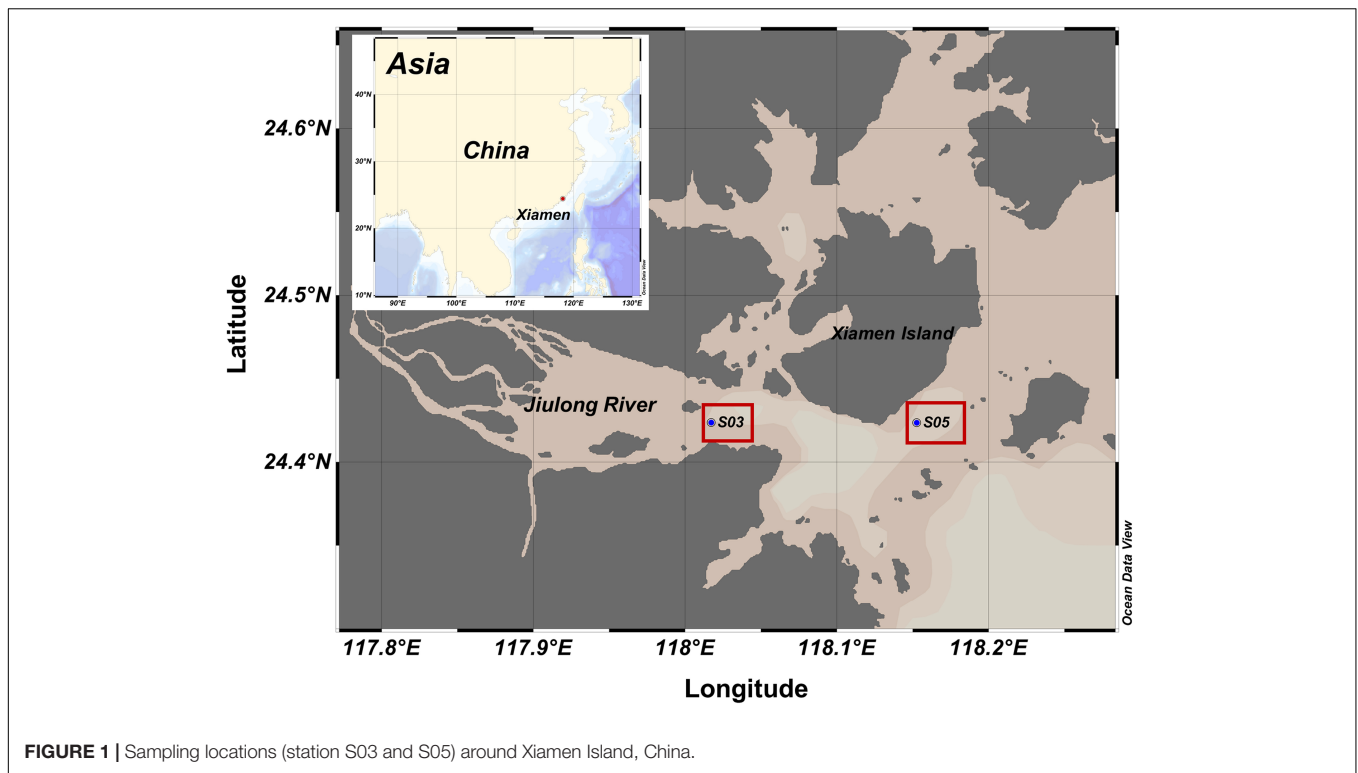 Asia
China
Xiamen
40°N
30°N
20°N
10°N
90°E
100°E
110°E
120°E
130°E
Ocean Data View
24.6°N
24.5°N
24.4°N
Latitude
Xiamen Island
Jiulong River
S03
S05
Ocean Data View
117.8°E
117.9°E
118°E
118.1°E
118.2°E
Longitude
FIGURE 1 | Sampling locations (station S03 and S05) around Xiamen Island, China.